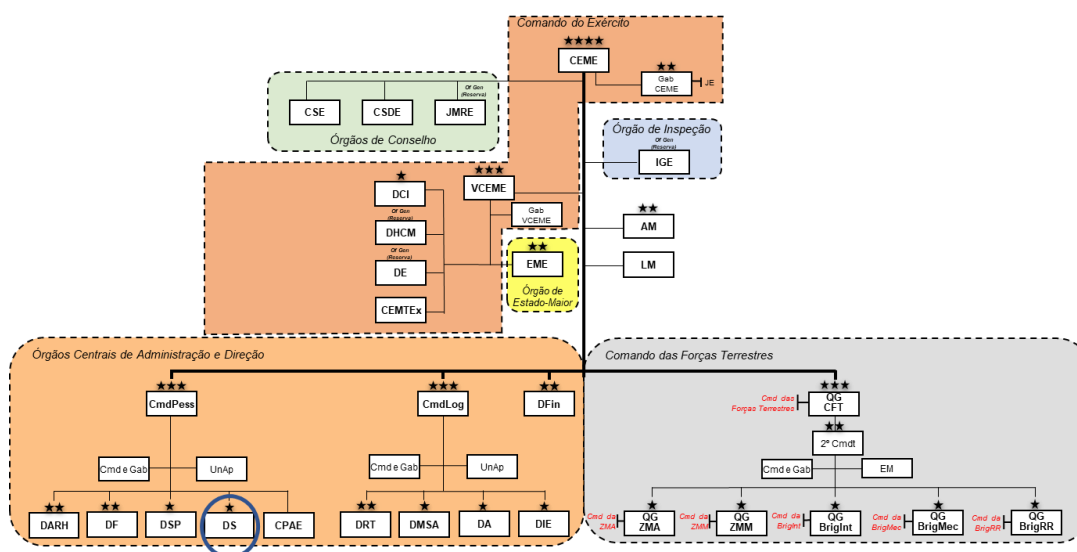 Comando do Exército
★★★★
CEME
★★
Gab
CEME
JE
Of Gen
(Reserva)
CSE
CSDE
JMRE
Órgãos de Conselho
Órgão de Inspeção
Of Gen
(Reserva)
IGE
★
DCI
★★★
VCEME
Gab
VCEME
Of Gen
(Reserva)
DHCM
★★
AM
Of Gen
(Reserva)
DE
★★
EME
LM
Órgão de
Estado-Maior
CEMTEx
Órgãos Centrais de Administração e Direção
★★★
CmdPess
★★★
CmdLog
★★
DFin
Cmd e Gab
UnAp
Cmd e Gab
UnAp
★★
DARH
★★
DF
★
DSP
★
DS
CPAE
★★
DRT
★
DMSA
★
DA
★
DIE
Comando das Forças Terrestres
★★★
Cmd das
Forças Terrestres
QG
CFT
★★
2º Cmdt
Cmd e Gab
EM
Cmd da
ZMA
★
QG
ZMA
Cmd da
ZMM
★
QG
ZMM
Cmd da
BrigInt
★
QG
BrigInt
Cmd da
BrigMec
★
QG
BrigMec
Cmd da
BrigRR
★
QG
BrigRR